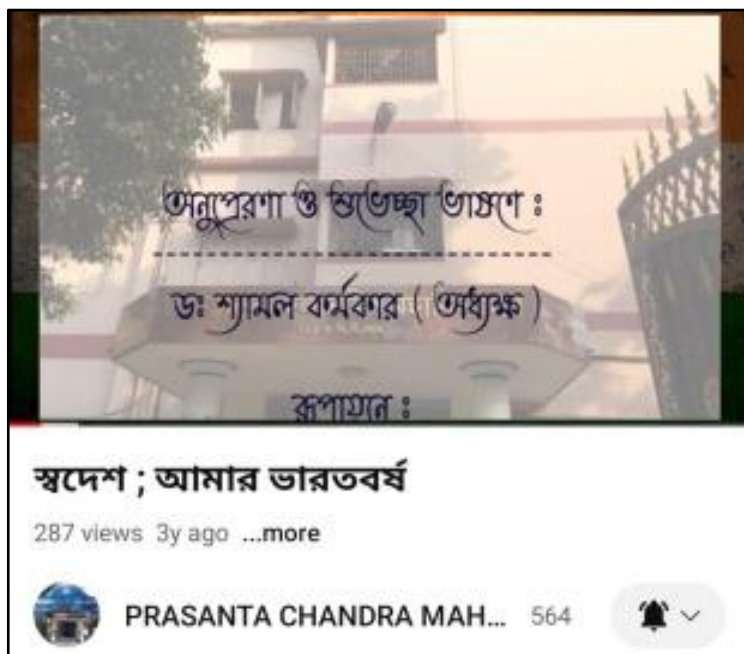 অনুপ্রেরণা ও শুভেচ্ছা ভাষণে :
ডঃ শ্যামল কর্মকার ( অধ্যক্ষ )
রূপায়নে :
স্বদেশ ; আমার ভারতবর্ষ
287 views 3y ago ...more
PRASANTA CHANDRA MAH... 564